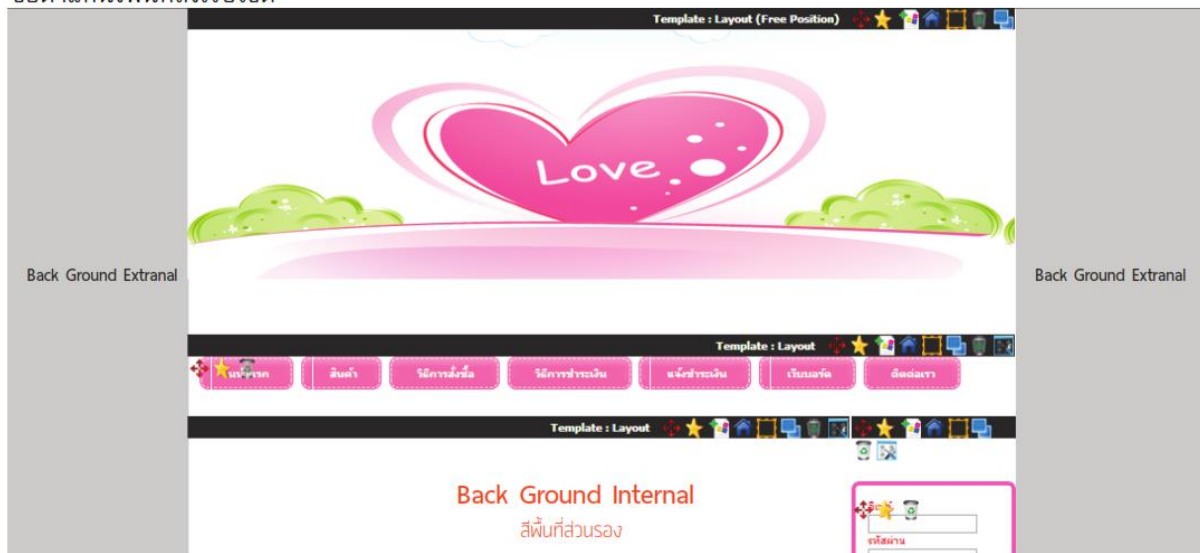 Template : Layout (Free Position)
Love
Back Ground Extranal
Back Ground Extranal
Template : Layout
สินค้า
วิธีการสั่งซื้อ
วิธีการชำระเงิน
แจ้งชำระเงิน
เว็บบอร์ด
ติดต่อเรา
Template : Layout
Back Ground Internal
สีพื้นที่ส่วนรอง
รหัสผ่าน